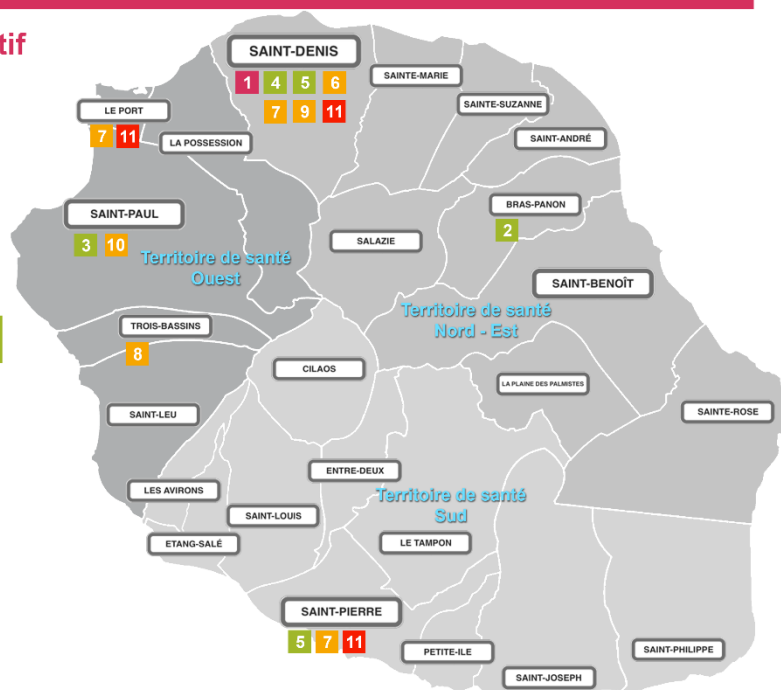 tif
SAINT-DENIS
1 4 5 6
7 9 11
SAINTE-MARIE
SAINTE-SUZANNE
SAINT-ANDRÉ
LE PORT
7 11
LA POSSESSION
SAINT-PAUL
3 10
Territoire de santé
Ouest
SALAZIE
BRAS-PANON
2
SAINT-BENOÎT
Territoire de santé
Nord - Est
TROIS-BASSINS
8
CILAOS
LA PLAINE DES PALMISTES
SAINT-LEU
SAINTE-ROSE
ENTRE-DEUX
LES AVIRONS
Territoire de santé
Sud
SAINT-LOUIS
ETANG-SALÉ
LE TAMPON
SAINT-PIERRE
5 7 11
PETITE-ILE
SAINT-PHILIPPE
SAINT-JOSEPH